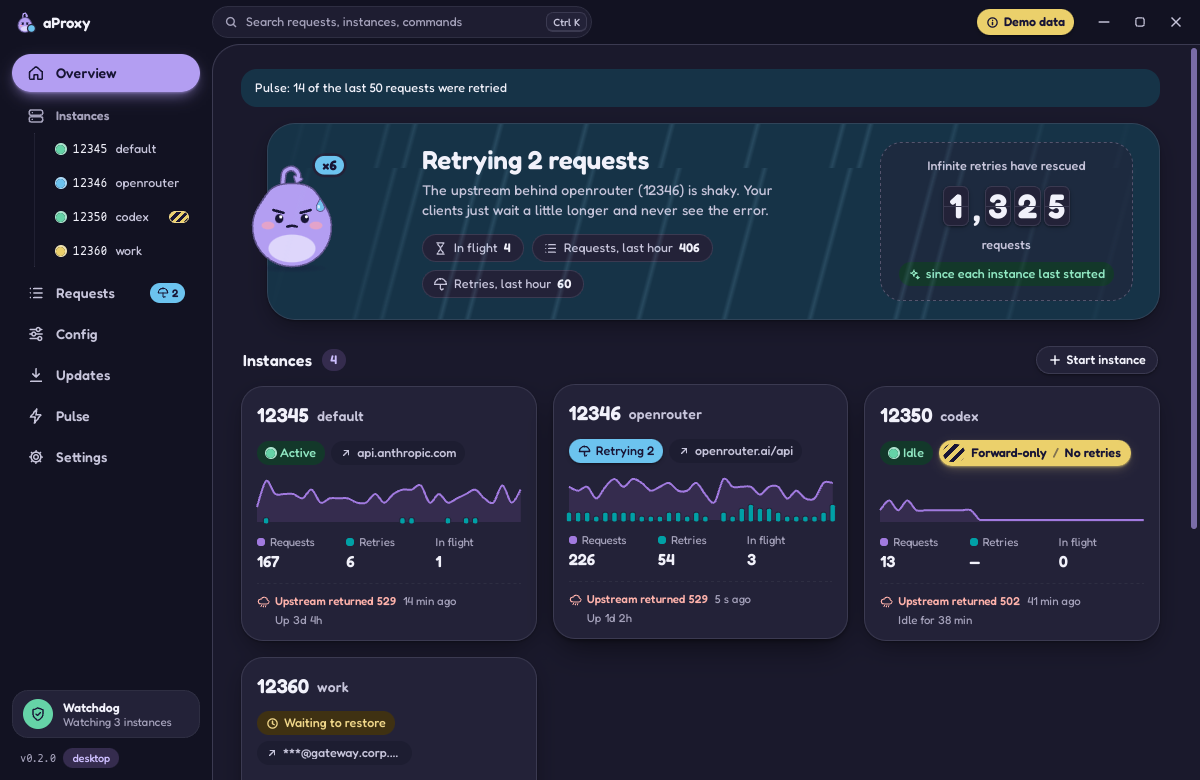 aProxy
Search requests, instances, commands
Ctrl K
Demo data
Overview
Instances
12345 default
12346 openrouter
12350 codex
12360 work
Requests
2
Config
Updates
Pulse
Settings
Watchdog
Watching 3 instances
v0.2.0 desktop
Pulse: 14 of the last 50 requests were retried
x6
Retrying 2 requests
The upstream behind openrouter (12346) is shaky. Your
clients just wait a little longer and never see the error.
In flight 4
Requests, last hour 406
Retries, last hour 60
Infinite retries have rescued
1,325
requests
since each instance last started
Instances 4
Start instance
12345 default
Active
api.anthropic.com
Requests Retries In flight
167 6 1
Upstream returned 529 14 min ago
Up 3d 4h
12346 openrouter
Retrying 2
openrouter.ai/api
Requests Retries In flight
226 54 3
Upstream returned 529 5 s ago
Up 1d 2h
12350 codex
Idle
Forward-only / No retries
Requests Retries In flight
13 – 0
Upstream returned 502 41 min ago
Idle for 38 min
12360 work
Waiting to restore
***@gateway.corp....